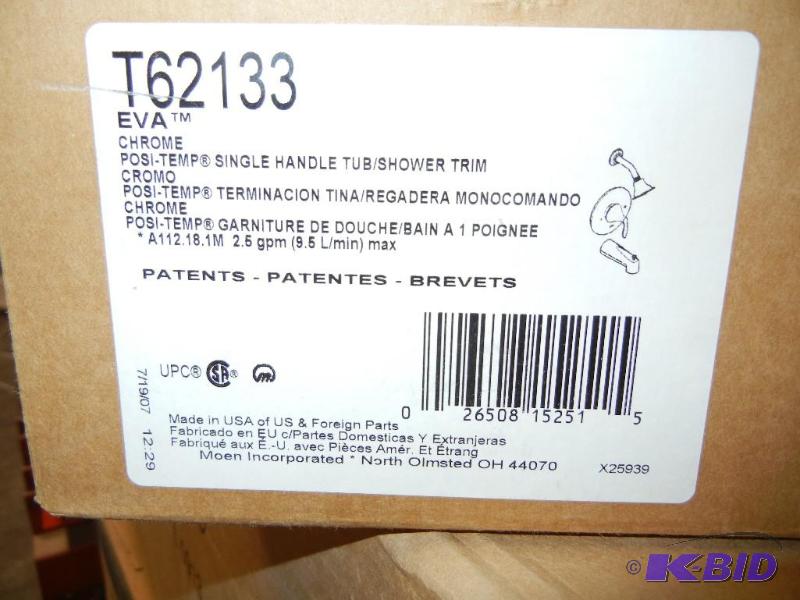 T62133
EVA™
CHROME
POSI-TEMP® SINGLE HANDLE TUB/SHOWER TRIM
CROMO
POSI-TEMP® TERMINACION TINA/REGADERA MONOCOMANDO
CHROME
POSI-TEMP® GARNITURE DE DOUCHE/BAIN A 1 POIGNEE
* A112.18.1M 2.5 gpm (9.5 L/min) max
PATENTS - PATENTES - BREVETS
7/19/07 12:29
UPC® SA® m
0 26508 15251 5
Made in USA of US & Foreign Parts
Fabricado en EU c/Partes Domesticas Y Extranjeras
Fabriqué aux E.-U. avec Pièces Amér. Et Étrang
Moen Incorporated * North Olmsted OH 44070
X25939
© K-BID